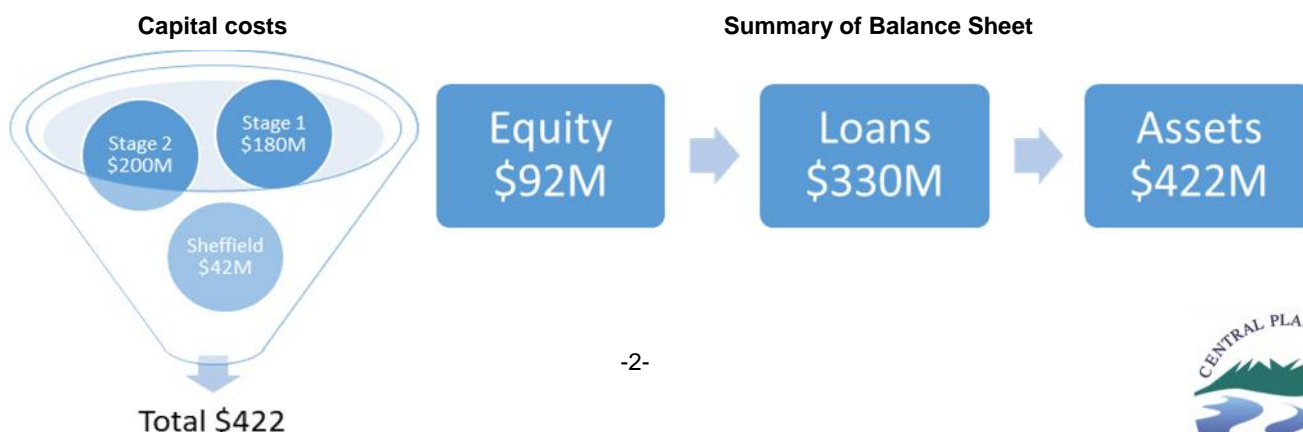 Capital costs
Summary of Balance Sheet
Stage 1
$180M
Stage 2
$200M
Sheffield
$42M
Total $422
Equity
$92M
Loans
$330M
Assets
$422M
-2-
CENTRAL PLA